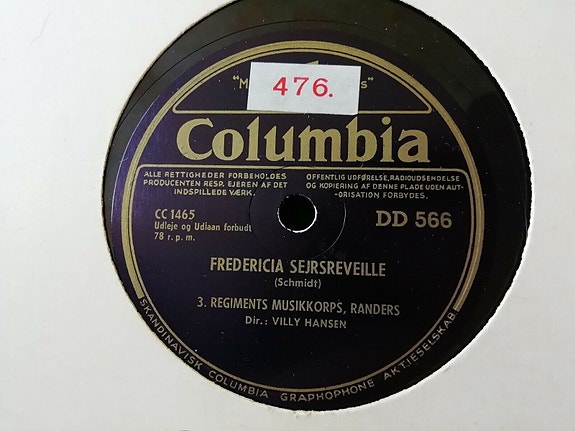 476.
Columbia
ALLE RETTIGHEDER FORBEHOLDES
PRODUCENTEN RESP. EJEREN AF DET
INDSPILLEDE VÆRK.
OFFENTLIG UDFØRELSE, RADIOUDSENDELSE
OG KOPIERING AF DENNE PLADE UDEN AUT-
ORISATION FORBYDES.
CC 1465
Udleje og Udlaan forbudt
78 r.p.m.
DD 566
FREDERICIA SEJRSREVEILLE
(Schmidt)
3. REGIMENTS MUSIKKORPS, RANDERS
Dir.: VILLY HANSEN
SKANDINAVISK COLUMBIA GRAPHOPHONE AKTIESELSKAB